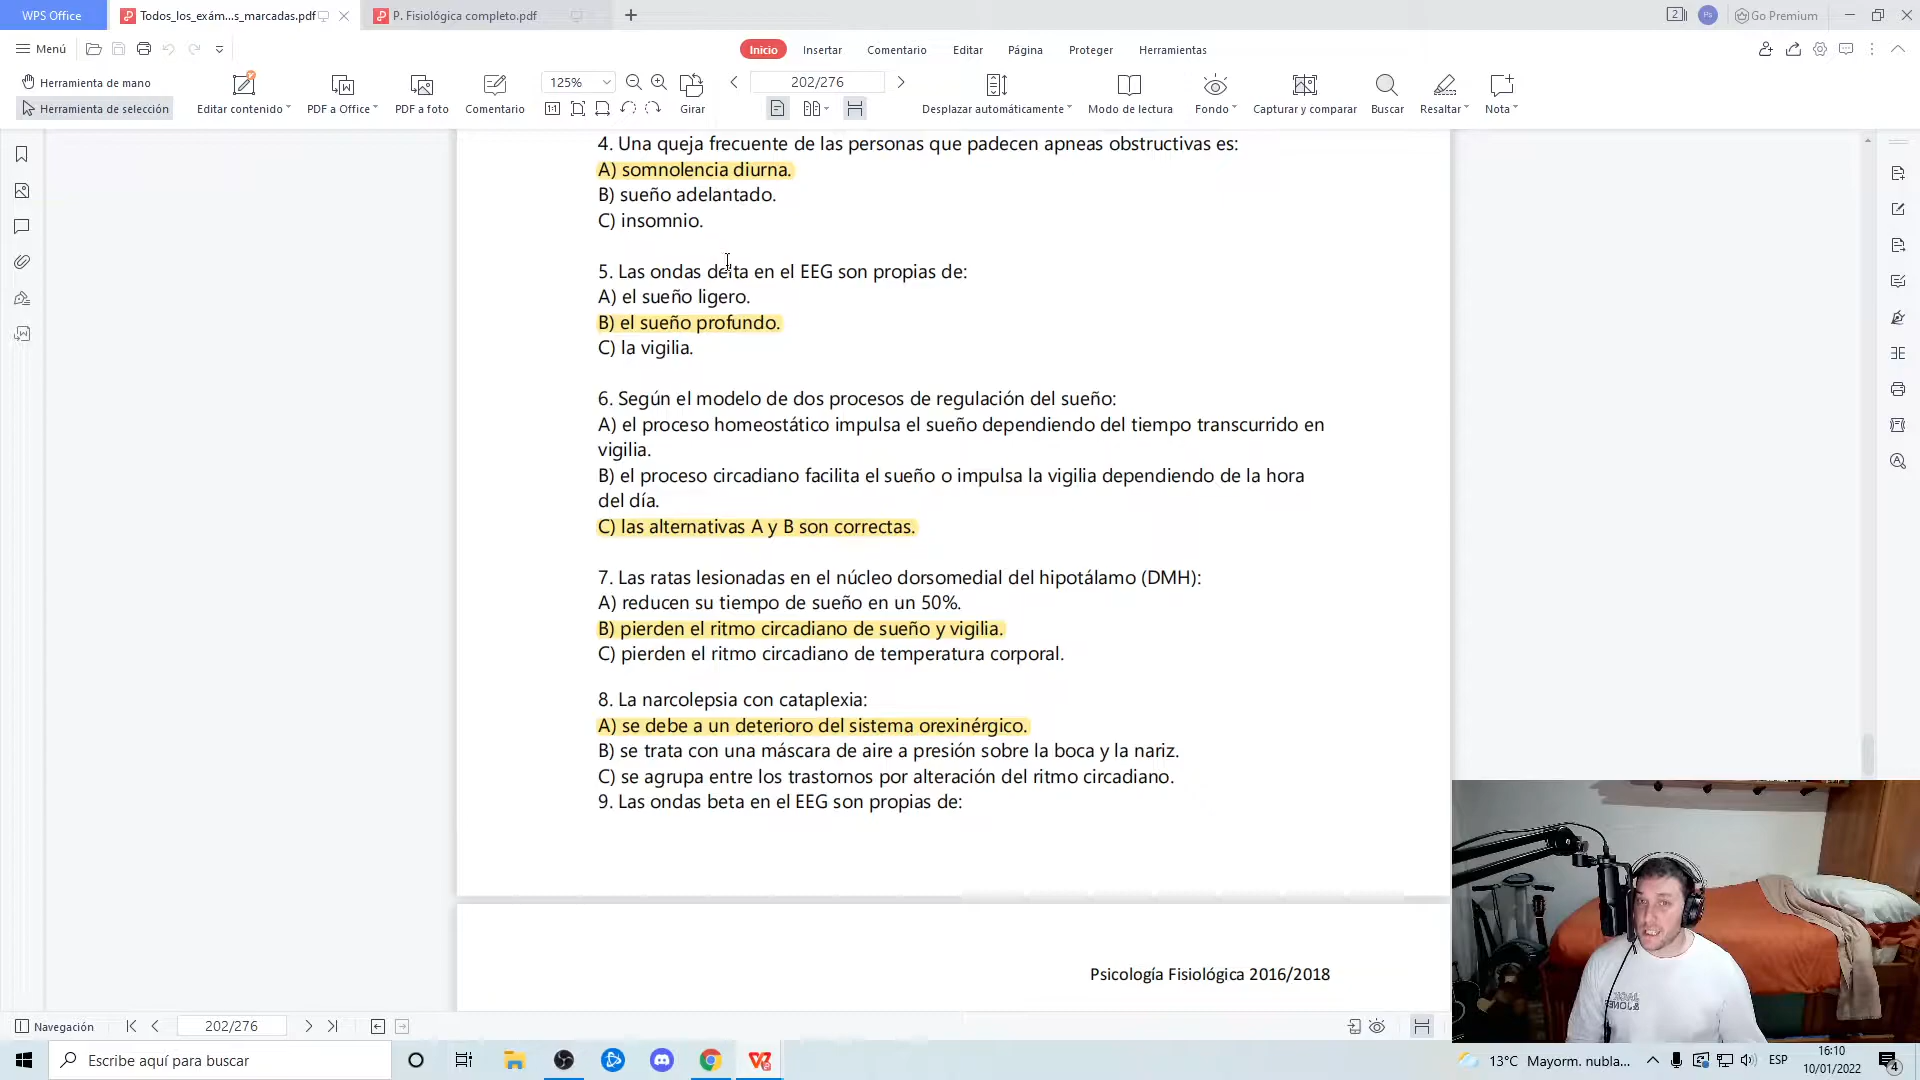 WPS Office
Todos_los_exám...s_marcadas.pdf
P. Fisiológica completo.pdf
2
Ps
Go Premium
Menú
Inicio
Insertar
Comentario
Editar
Página
Proteger
Herramientas
Herramienta de mano
Herramienta de selección
Editar contenido
PDF a Office
PDF a foto
Comentario
125%
Girar
202/276
Desplazar automáticamente
Modo de lectura
Fondo
Capturar y comparar
Buscar
Resaltar
Nota
4. Una queja frecuente de las personas que padecen apneas obstructivas es:
A) somnolencia diurna.
B) sueño adelantado.
C) insomnio.
5. Las ondas delta en el EEG son propias de:
A) el sueño ligero.
B) el sueño profundo.
C) la vigilia.
6. Según el modelo de dos procesos de regulación del sueño:
A) el proceso homeostático impulsa el sueño dependiendo del tiempo transcurrido en
vigilia.
B) el proceso circadiano facilita el sueño o impulsa la vigilia dependiendo de la hora
del día.
C) las alternativas A y B son correctas.
7. Las ratas lesionadas en el núcleo dorsomedial del hipotálamo (DMH):
A) reducen su tiempo de sueño en un 50%.
B) pierden el ritmo circadiano de sueño y vigilia.
C) pierden el ritmo circadiano de temperatura corporal.
8. La narcolepsia con cataplexia:
A) se debe a un deterioro del sistema orexinérgico.
B) se trata con una máscara de aire a presión sobre la boca y la nariz.
C) se agrupa entre los trastornos por alteración del ritmo circadiano.
9. Las ondas beta en el EEG son propias de:
Psicología Fisiológica 2016/2018
Navegación
202/276
Escribe aquí para buscar
13°C Mayorm. nubla...
ESP
16:10
10/01/2022
4